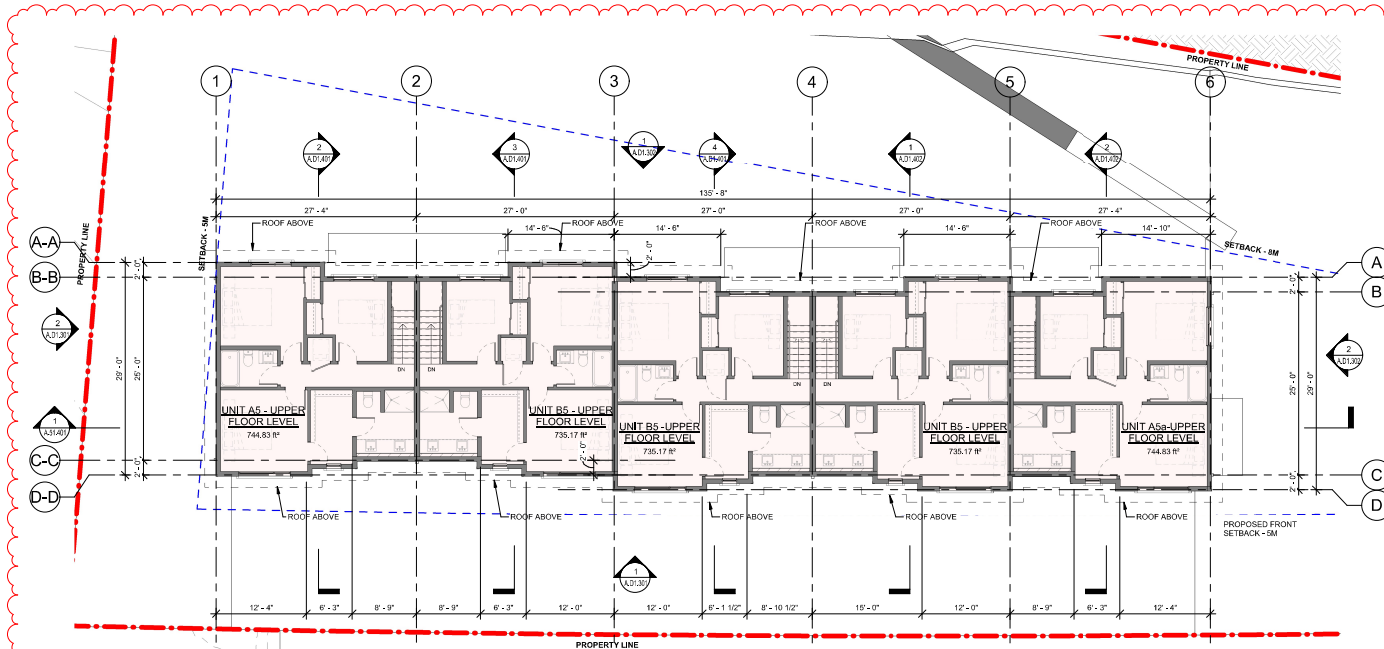 PROPERTY LINE
1
2
3
4
5
6
2
A.D1.401
3
A.D1.401
1
A.D1.302
4
A.D1.401
1
A.D1.402
2
A.D1.402
135' - 8"
27' - 4"
27' - 0"
27' - 0"
27' - 0"
27' - 4"
ROOF ABOVE
ROOF ABOVE
ROOF ABOVE
ROOF ABOVE
14' - 6"
14' - 6"
14' - 6"
14' - 10"
A-A
B-B
PROPERTY LINE
SETBACK - 5M
SETBACK - 8M
2' - 0"
2' - 0"
2' - 0"
A
B
2
A.D1.301
2
A.D1.302
29' - 0"
25' - 0"
25' - 0"
29' - 0"
DN
DN
DN
DN
UNIT A5 - UPPER
FLOOR LEVEL
744.83 ft²
UNIT B5 - UPPER
FLOOR LEVEL
735.17 ft²
UNIT B5 -UPPER
FLOOR LEVEL
735.17 ft²
UNIT B5 - UPPER
FLOOR LEVEL
735.17 ft²
UNIT A5a-UPPER
FLOOR LEVEL
744.83 ft²
1
A.S1.401
C-C
D-D
2' - 0"
2' - 0"
2' - 0"
C
D
ROOF ABOVE
ROOF ABOVE
ROOF ABOVE
ROOF ABOVE
ROOF ABOVE
PROPOSED FRONT
SETBACK - 5M
1
A.D1.301
12' - 4"
6' - 3"
8' - 9"
8' - 9"
6' - 3"
12' - 0"
12' - 0"
6' - 1 1/2"
8' - 10 1/2"
15' - 0"
12' - 0"
8' - 9"
6' - 3"
12' - 4"
PROPERTY LINE